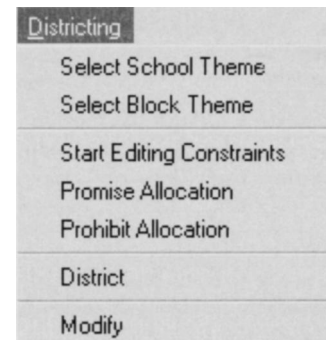 Districting
Select School Theme
Select Block Theme
Start Editing Constraints
Promise Allocation
Prohibit Allocation
District
Modify